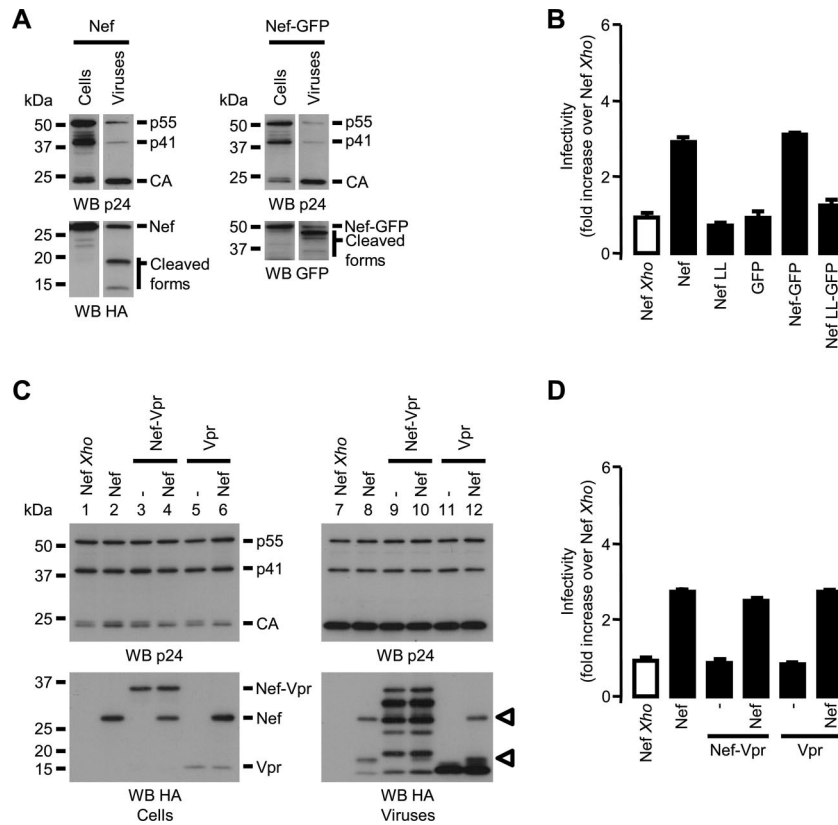 A
Nef
Nef-GFP
Cells
Viruses
Cells
Viruses
kDa
kDa
50
37
25
p55
p41
CA
50
37
25
p55
p41
CA
WB p24
WB p24
25
20
15
Nef
Cleaved
forms
50
37
Nef-GFP
Cleaved
forms
WB HA
WB GFP
B
Infectivity
(fold increase over Nef Xho)
6
4
2
0
Nef Xho
Nef
Nef LL
GFP
Nef-GFP
Nef LL-GFP
C
Nef-Vpr
Vpr
Nef-Vpr
Vpr
Nef Xho
Nef
-
Nef
-
Nef
Nef Xho
Nef
-
Nef
-
Nef
kDa
1 2 3 4 5 6
7 8 9 10 11 12
50
37
25
p55
p41
CA
WB p24
WB p24
37
25
20
15
Nef-Vpr
Nef
Vpr
WB HA
Cells
WB HA
Viruses
D
Infectivity
(fold increase over Nef Xho)
6
4
2
0
Nef Xho
Nef
-
Nef
-
Nef
Nef-Vpr
Vpr